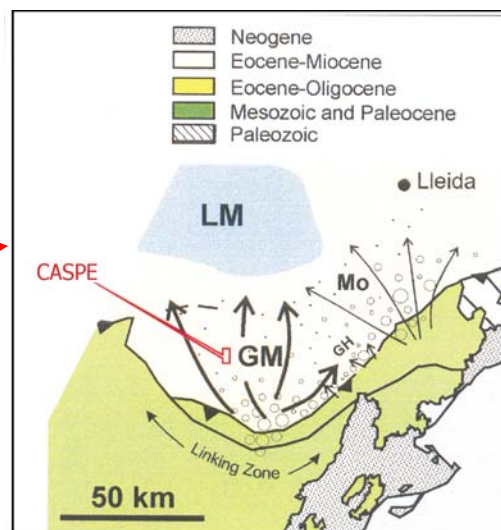 Neogene
Eocene-Miocene
Eocene-Oligocene
Mesozoic and Paleocene
Paleozoic
Lleida
LM
CASPE
Mo
GM
GH
Linking Zone
50 km